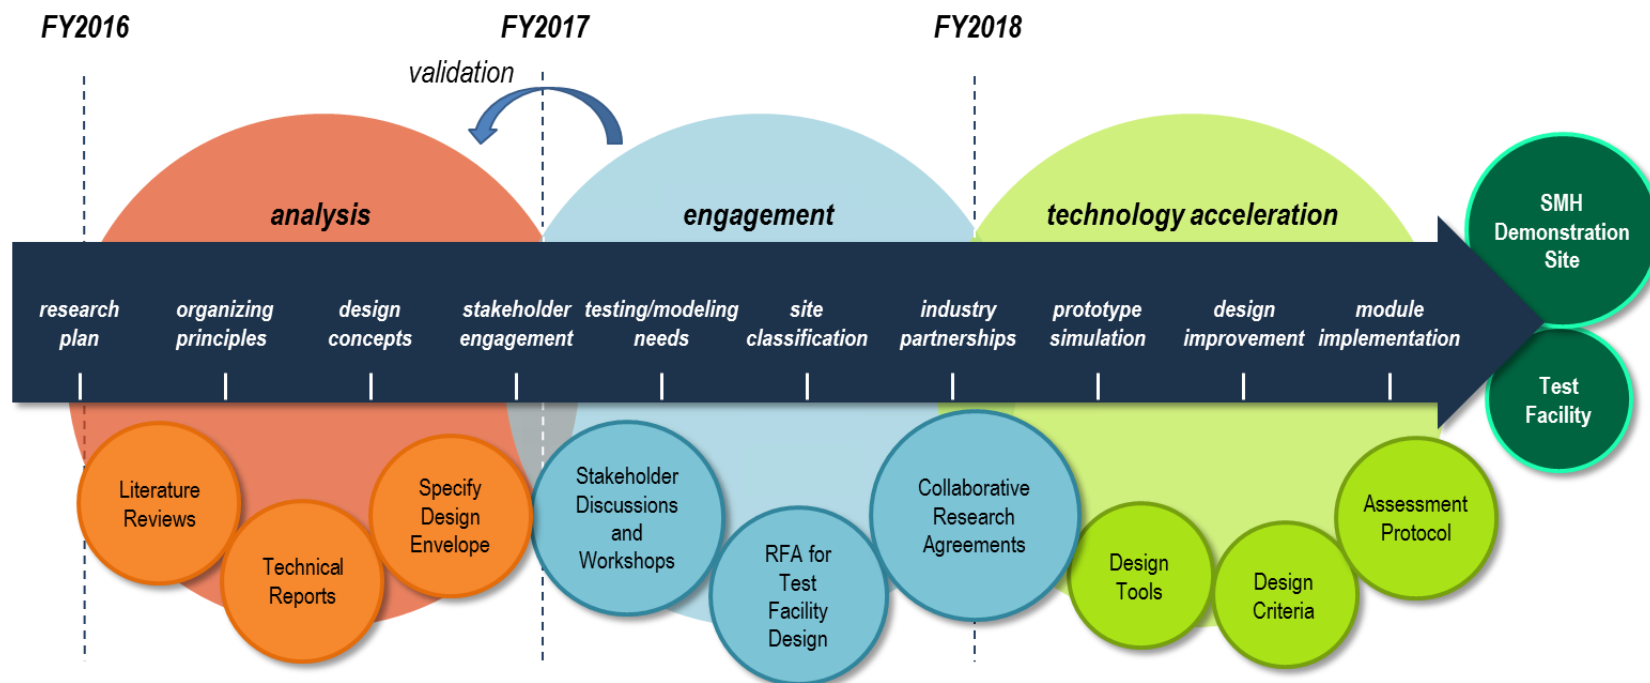 FY2016
FY2017
FY2018
validation
analysis
engagement
technology acceleration
SMH
Demonstration
Site
research
plan
organizing
principles
design
concepts
stakeholder
engagement
testing/modeling
needs
site
classification
industry
partnerships
prototype
simulation
design
improvement
module
implementation
Test
Facility
Literature
Reviews
Technical
Reports
Specify
Design
Envelope
Stakeholder
Discussions
and
Workshops
RFA for
Test
Facility
Design
Collaborative
Research
Agreements
Design
Tools
Design
Criteria
Assessment
Protocol